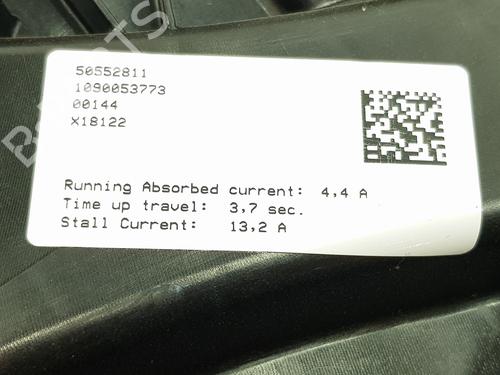 50552811
1090053773
00144
X18122
Running Absorbed current: 4,4 A
Time up travel: 3,7 sec.
Stall Current: 13,2 A